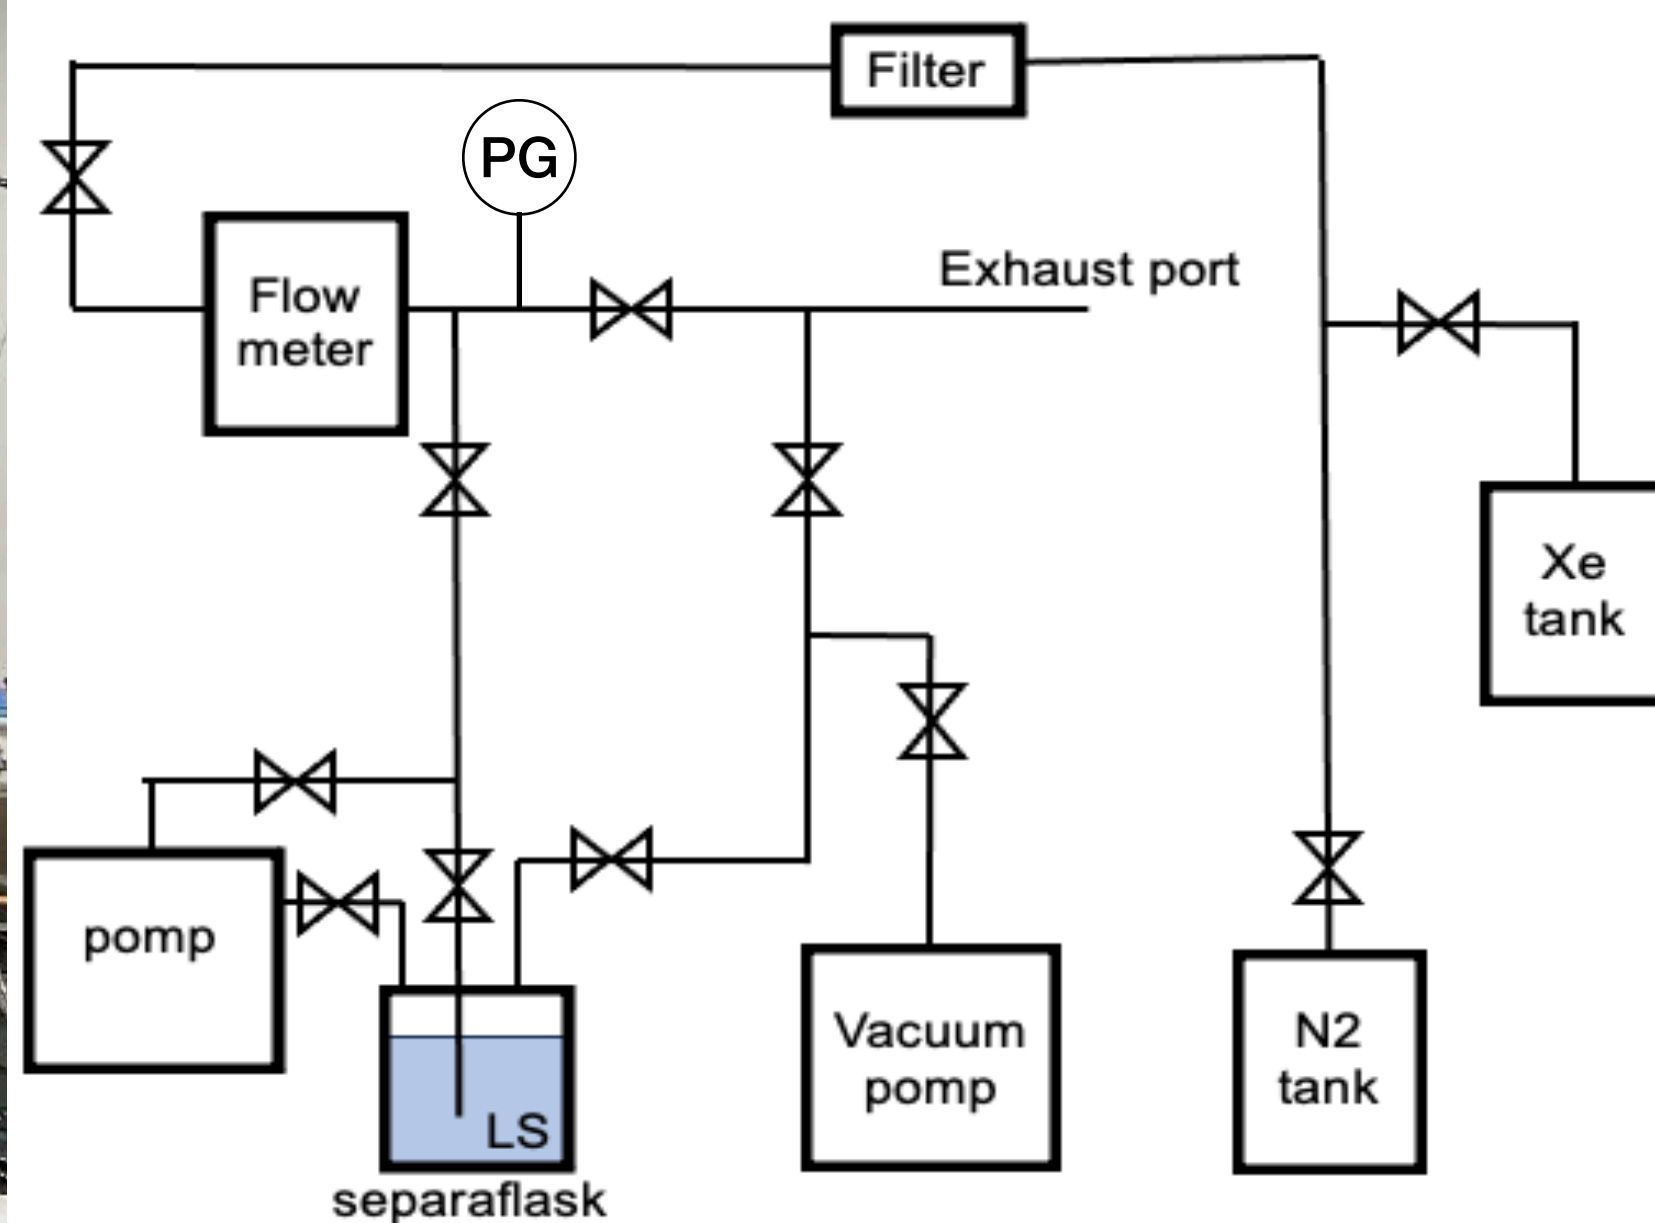 Filter
PG
Exhaust port
Flow
meter
Xe
tank
pomp
Vacuum
pomp
N2
tank
LS
separaflask